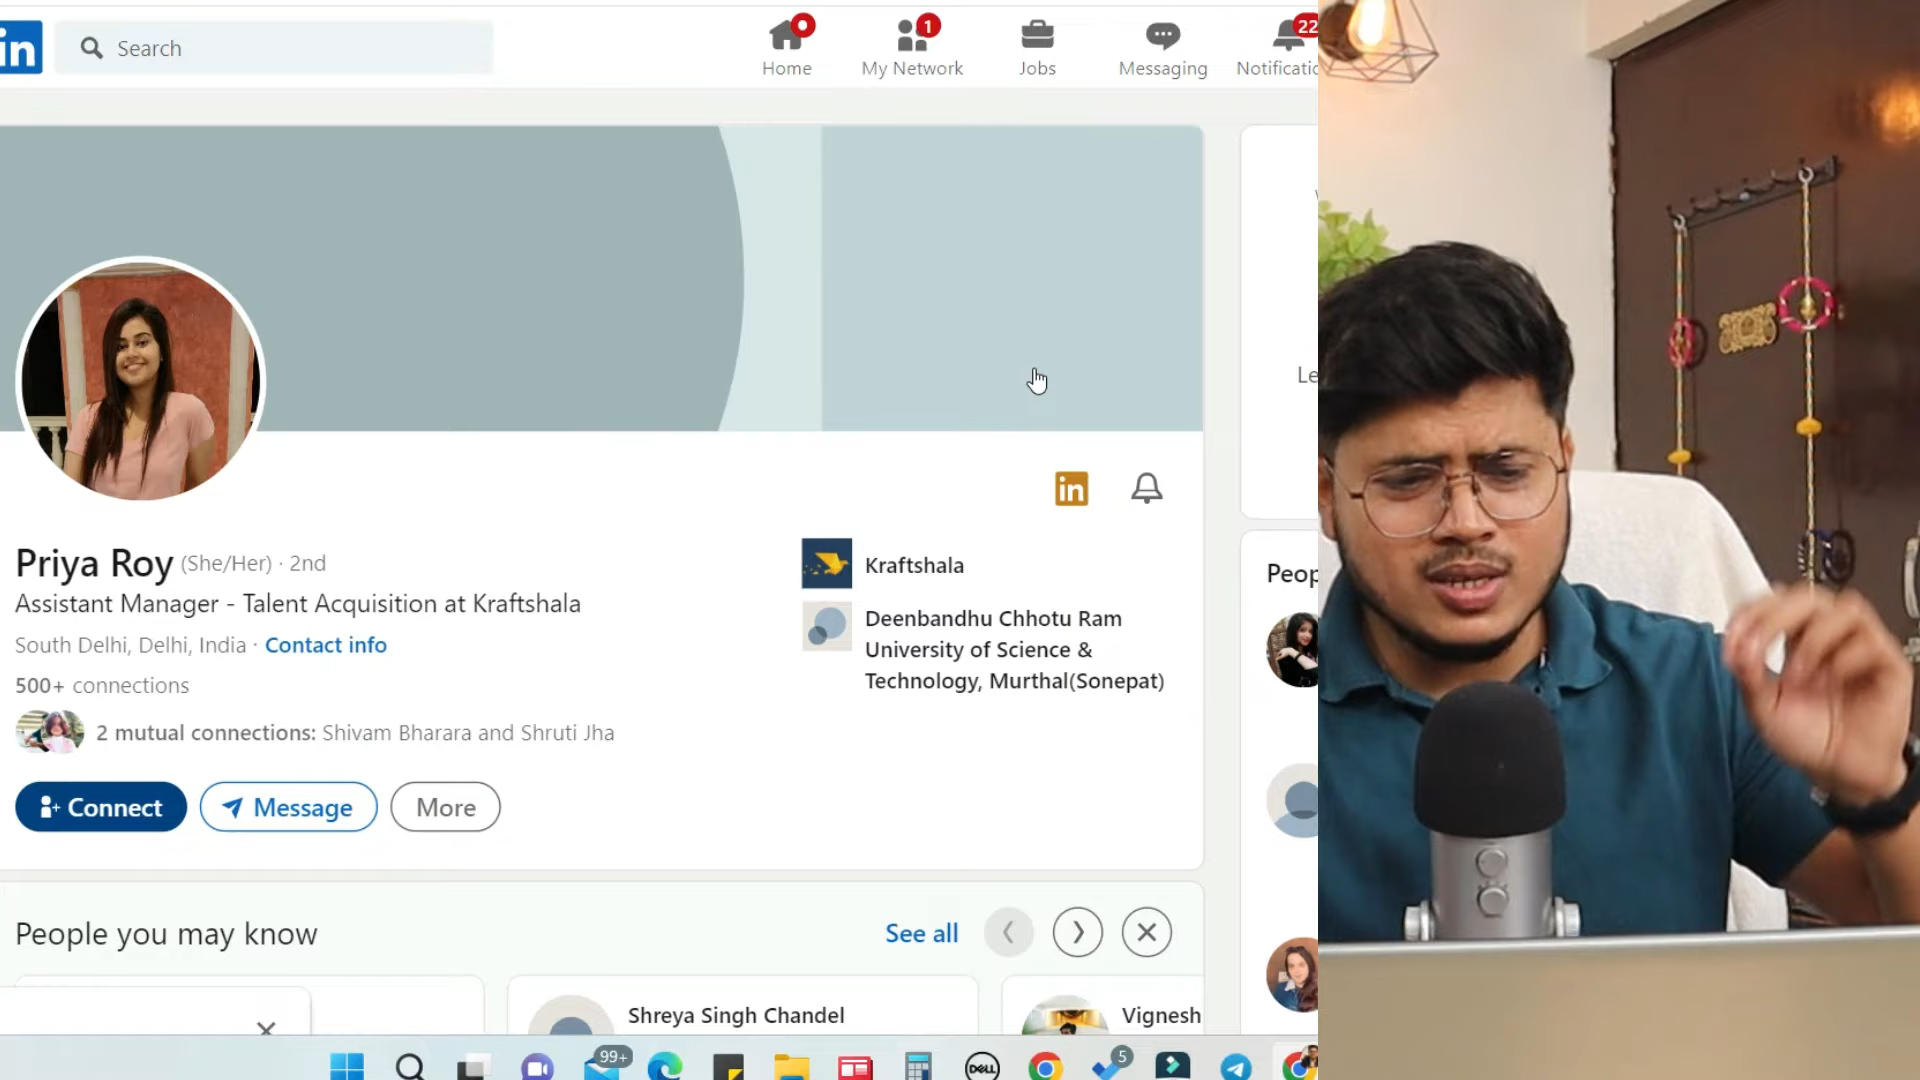 in
Search
1
22
Home
My Network
Jobs
Messaging
Le
in
Priya Roy (She/Her) · 2nd
Assistant Manager - Talent Acquisition at Kraftshala
South Delhi, Delhi, India · Contact info
500+ connections
2 mutual connections: Shivam Bharara and Shruti Jha
Kraftshala
Deenbandhu Chhotu Ram
University of Science &
Technology, Murthal(Sonepat)
Connect
Message
More
People you may know
See all
Shreya Singh Chandel
Vignesh
99+
DELL
5